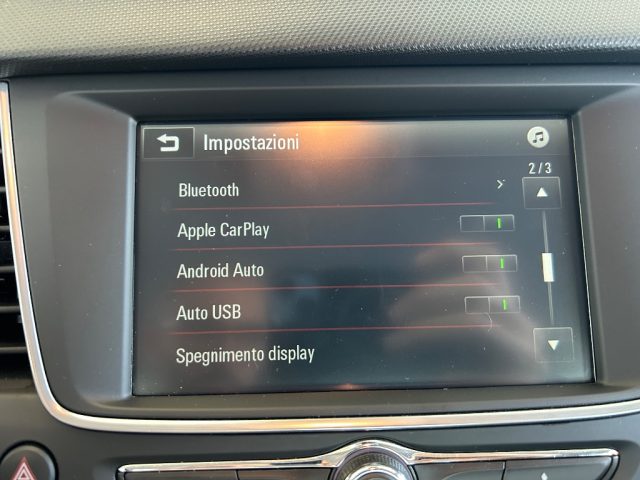 Impostazioni
2/3
Bluetooth
Apple CarPlay
Android Auto
Auto USB
Spegnimento display